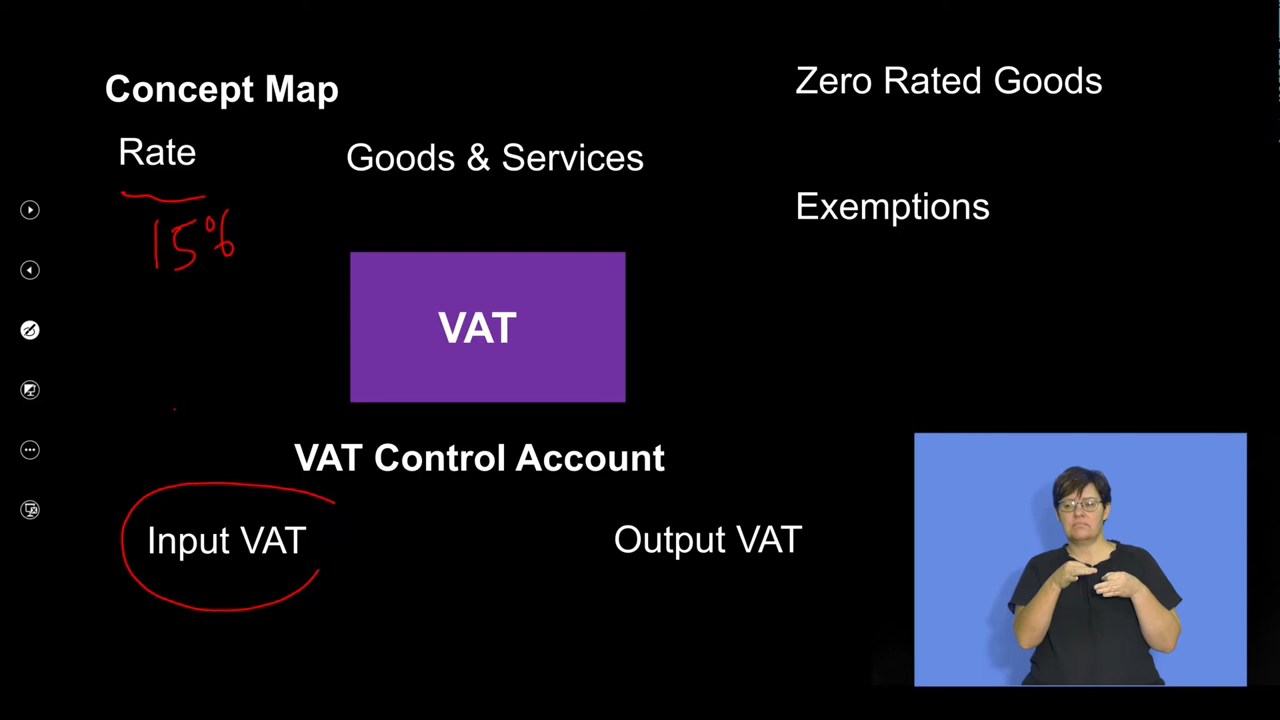 Concept Map
Zero Rated Goods
Rate
Goods & Services
15%
Exemptions
VAT
VAT Control Account
Input VAT
Output VAT